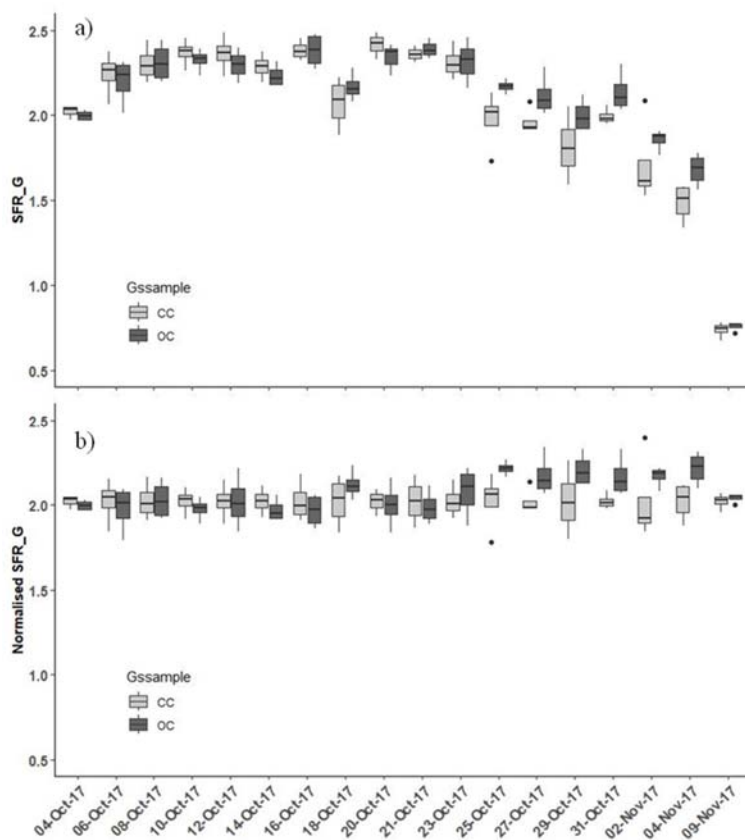 a)
2.5
2.0
1.5
1.0
0.5
SFR_G
Gssample
CC
OC
b)
2.5
2.0
1.5
1.0
0.5
Normalised SFR_G
Gssample
CC
OC
04-Oct-17
06-Oct-17
08-Oct-17
10-Oct-17
12-Oct-17
14-Oct-17
16-Oct-17
18-Oct-17
20-Oct-17
21-Oct-17
23-Oct-17
25-Oct-17
27-Oct-17
29-Oct-17
31-Oct-17
02-Nov-17
04-Nov-17
09-Nov-17